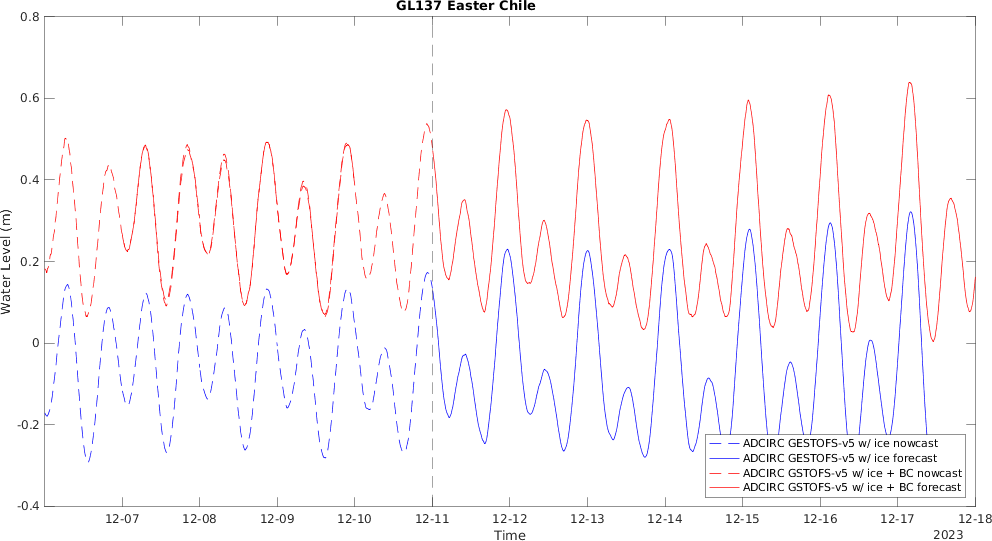 GL137 Easter Chile
0.8
0.6
0.4
0.2
0
-0.2
-0.4
Water Level (m)
ADCIRC GESTOFS-v5 w/ ice nowcast
ADCIRC GESTOFS-v5 w/ ice forecast
ADCIRC GSTOFS-v5 w/ ice + BC nowcast
ADCIRC GSTOFS-v5 w/ ice + BC forecast
12-07 12-08 12-09 12-10 12-11 12-12 12-13 12-14 12-15 12-16 12-17 12-18
Time
2023